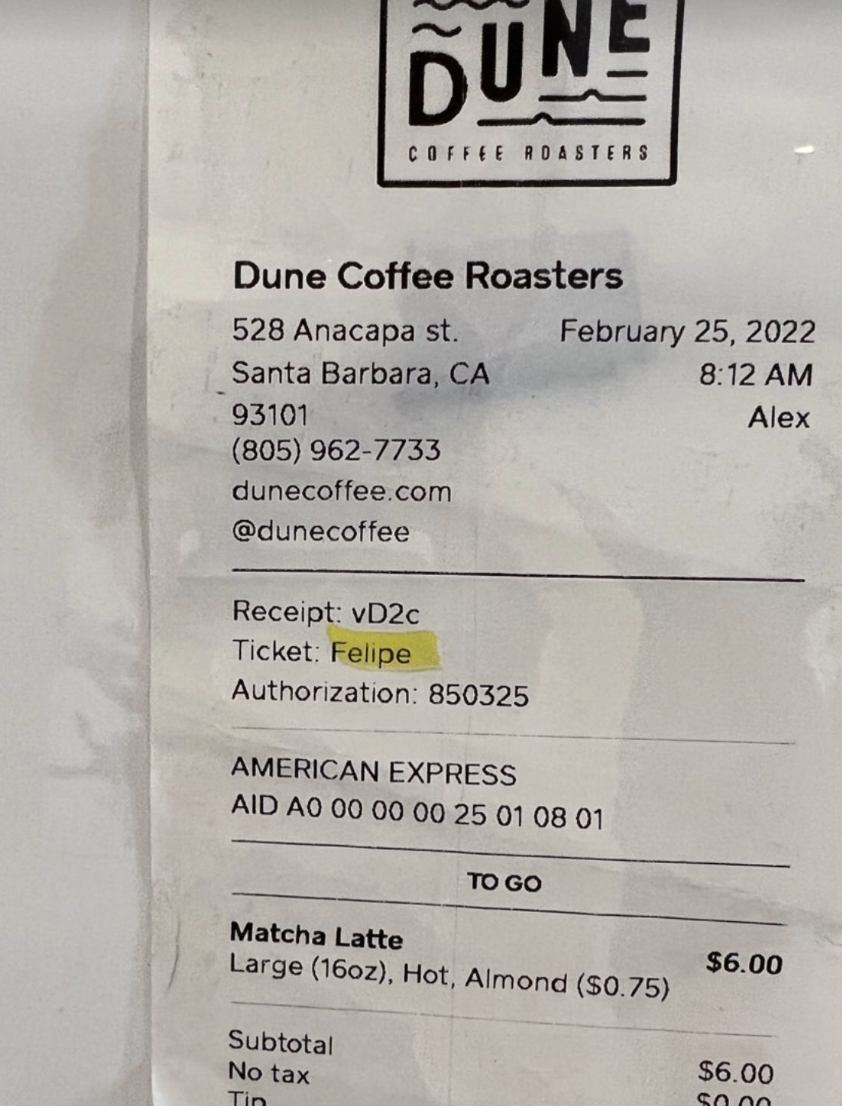 DUNE
COFFEE ROASTERS
Dune Coffee Roasters
528 Anacapa st. February 25, 2022
Santa Barbara, CA 8:12 AM
93101 Alex
(805) 962-7733
dunecoffee.com
@dunecoffee
Receipt: vD2c
Ticket: Felipe
Authorization: 850325
AMERICAN EXPRESS
AID A0 00 00 00 25 01 08 01
TO GO
Matcha Latte $6.00
Large (16oz), Hot, Almond ($0.75)
Subtotal $6.00
No tax
Tip $0.00